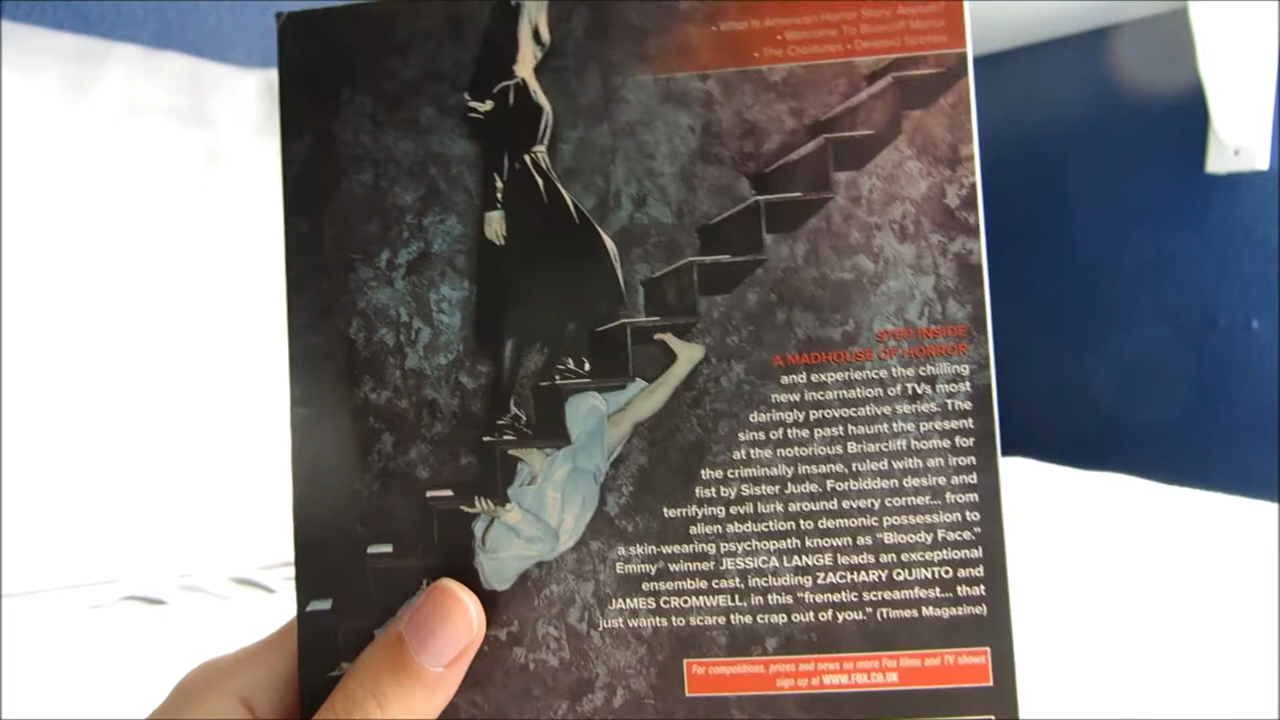 • What Is American Horror Story: Asylum?
• Welcome To Briarcliff Manor
• The Creatures • Deleted Scenes
STEP INSIDE
A MADHOUSE OF HORROR
and experience the chilling
new incarnation of TVs most
daringly provocative series. The
sins of the past haunt the present
at the notorious Briarcliff home for
the criminally insane, ruled with an iron
fist by Sister Jude. Forbidden desire and
terrifying evil lurk around every corner... from
alien abduction to demonic possession to
a skin-wearing psychopath known as “Bloody Face.”
Emmy® winner JESSICA LANGE leads an exceptional
ensemble cast, including ZACHARY QUINTO and
JAMES CROMWELL, in this “frenetic screamfest... that
just wants to scare the crap out of you.” (Times Magazine)
For competitions, prizes and news on more Fox films and TV shows
sign up at WWW.FOX.CO.UK